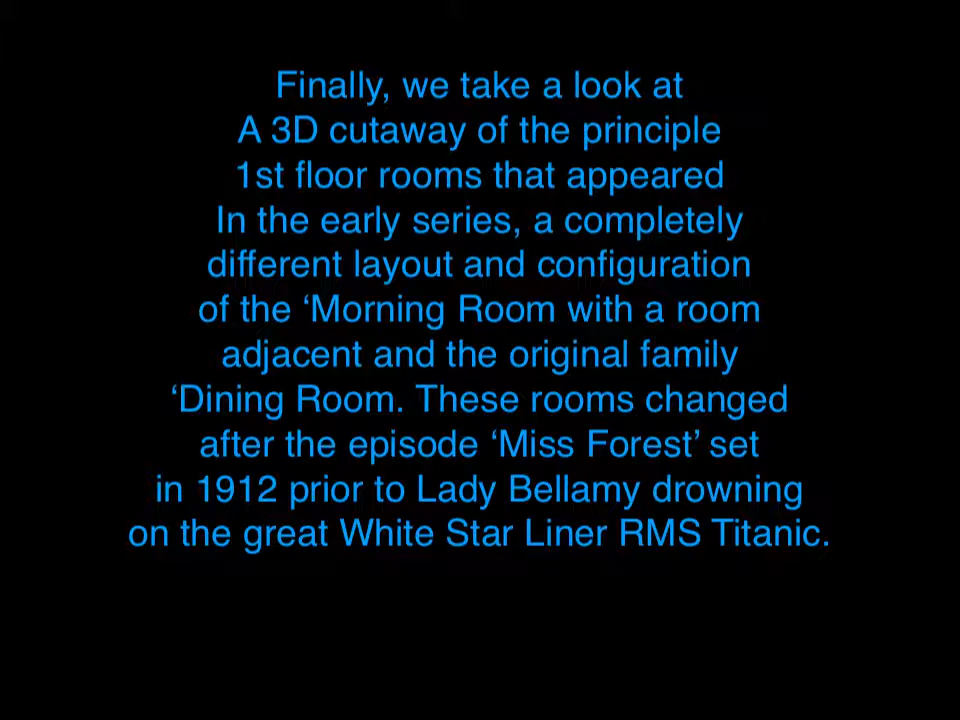 Finally, we take a look at
A 3D cutaway of the principle
1st floor rooms that appeared
In the early series, a completely
different layout and configuration
of the ‘Morning Room with a room
adjacent and the original family
‘Dining Room. These rooms changed
after the episode ‘Miss Forest’ set
in 1912 prior to Lady Bellamy drowning
on the great White Star Liner RMS Titanic.